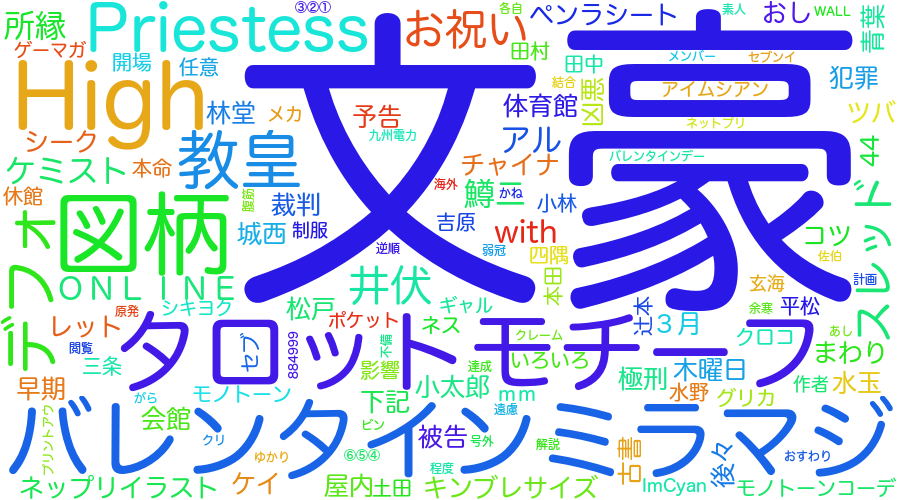 ③②①
各自
素人
WALL
所縁
Priestess
お祝い
ペンラシート
おし
青葉
ゲーマガ
開場
任意
田村
田中
メンバー
セブンイ
結合
文豪
High
林堂
メカ
予告
体育館
凶悪
アイムシアン
犯罪
ツバ
ネットプリ
シーク
教皇
九州電力
アル
バレンタインデー
44
ケミスト
本命
チャイナ
休館
腹筋
裁判
海外
鱒二
かね
小林
スレッド
図柄
城西
制服
吉原
with
四隅
コツ
デフォ
逆順
弱冠
佐伯
ONLINE
井伏
本田
玄海
計画
原発
シキヨク
松戸
ギャル
辻本
3月
余寒
平松
レット
ポケット
ネス
クレーム
クロコ
あし
閲覧
タロットモチーフ
セブ
884999
不備
まわり
三条
影響
達成
いろいろ
木曜日
早期
モノトーン
小太郎
極刑
水野
作者
水玉
がら
下記
mm
グリカ
プリントアウ
会館
バレンタインミラマジ
遠慮
ピン
クリ
被告
号外
解説
古書
後々
おすわり
ゆかり
⑥⑤④
程度
ネップリイラスト
ケイ
屋内
土田
キンブレサイズ
ImCyan
モノトーンコーデ